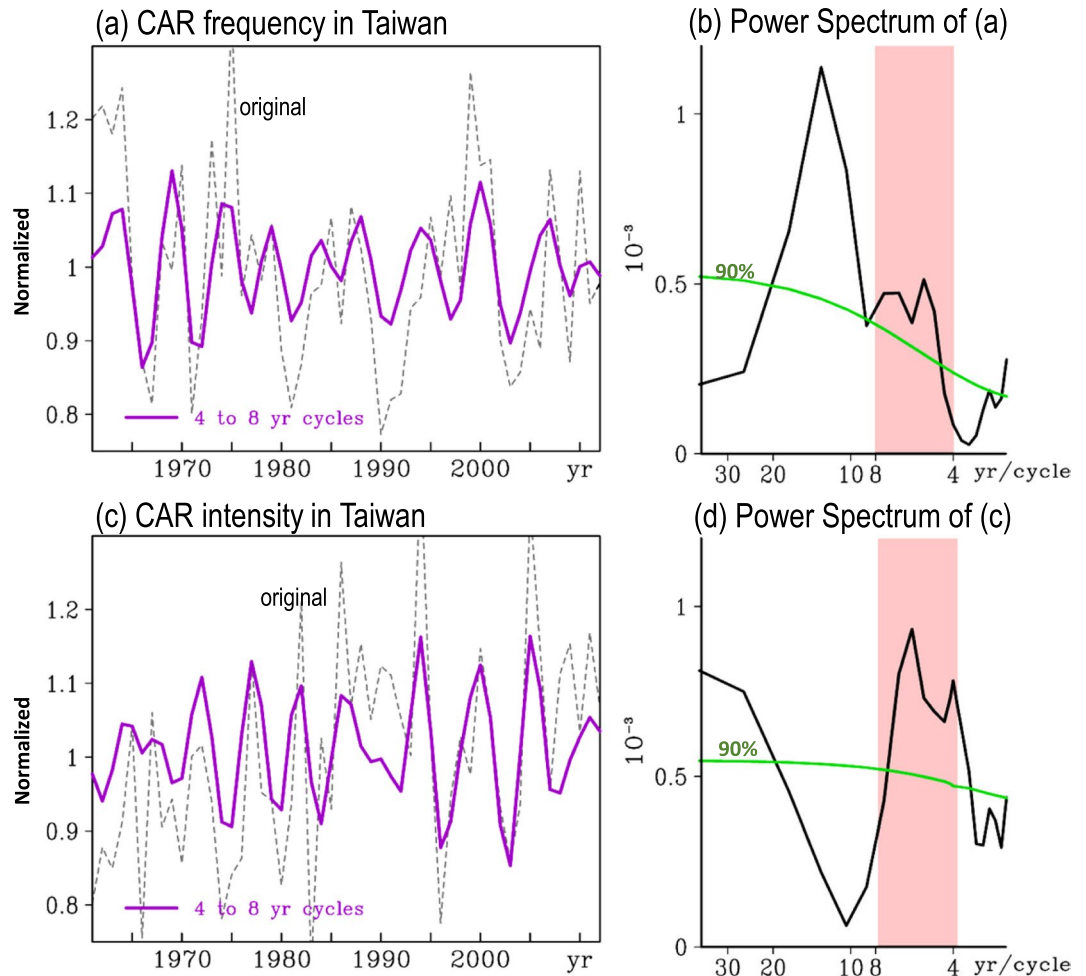 (a) CAR frequency in Taiwan
original
1.2
1.1
1
0.9
0.8
Normalized
4 to 8 yr cycles
1970 1980 1990 2000 yr
(b) Power Spectrum of (a)
1
0.5
0
10⁻³
90%
30 20 10 8 4 yr/cycle
(c) CAR intensity in Taiwan
original
1.2
1.1
1
0.9
0.8
Normalized
4 to 8 yr cycles
1970 1980 1990 2000 yr
(d) Power Spectrum of (c)
1
0.5
0
10⁻³
90%
30 20 10 8 4 yr/cycle